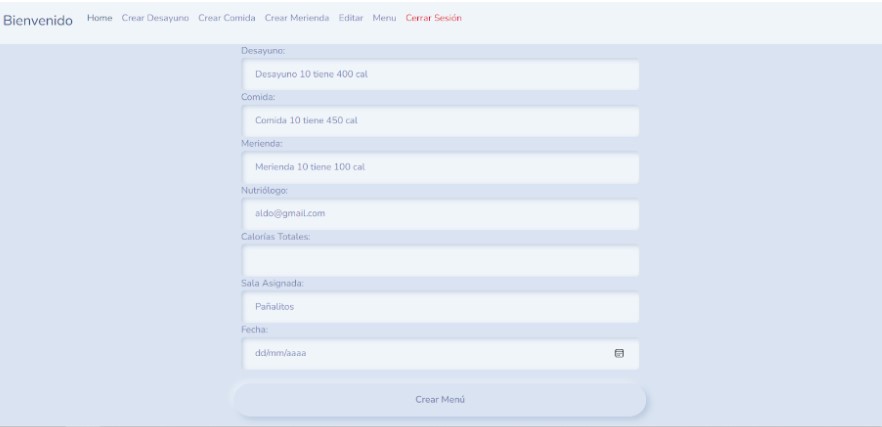 Bienvenido Home Crear Desayuno Crear Comida Crear Merienda Editar Menu Cerrar Sesión
Desayuno:
Desayuno 10 tiene 400 cal
Comida:
Comida 10 tiene 450 cal
Merienda:
Merienda 10 tiene 100 cal
Nutriólogo:
aldo@gmail.com
Calorías Totales:
Sala Asignada:
Pañalitos
Fecha:
dd/mm/aaaa
Crear Menú